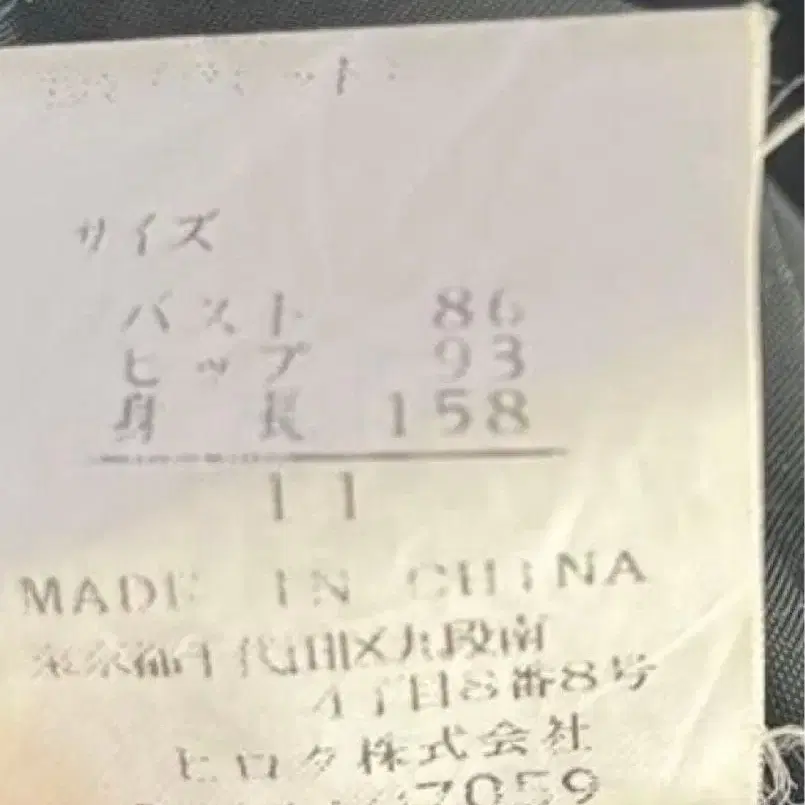 サイズ
バスト 86
ヒップ 93
身長 158
11
MADE IN CHINA
東京都千代田区九段南
4丁目8番8号
ヒロタ株式会社
7059